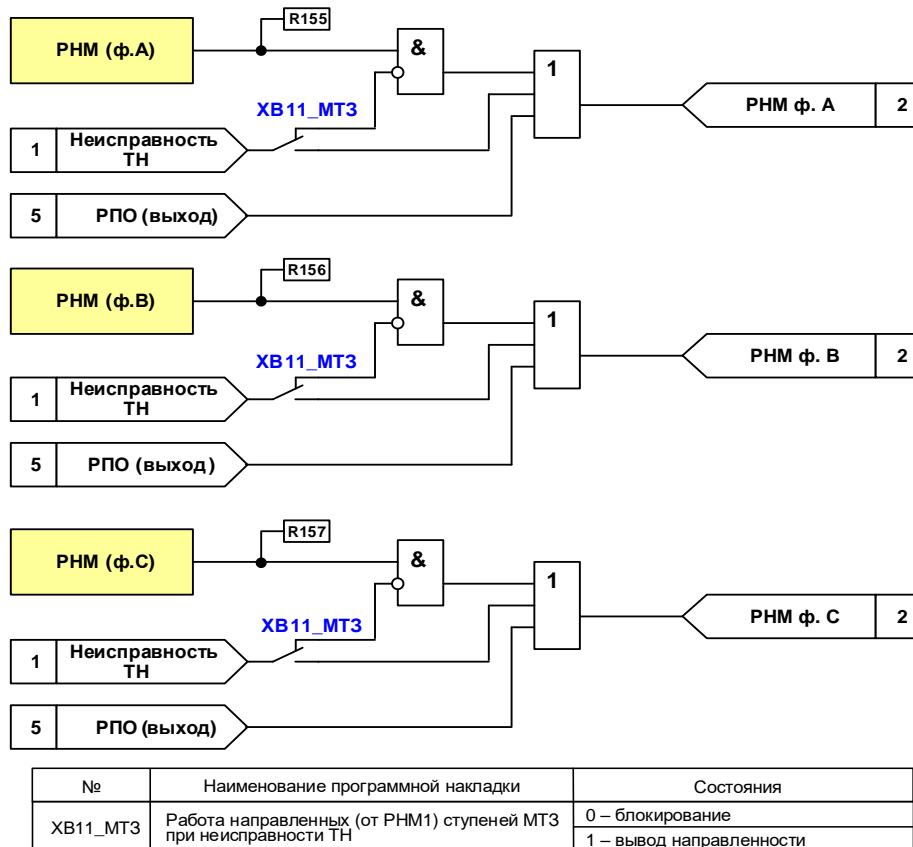 R155
РНМ (ф.А)
&
1
XB11_МТЗ
РНМ ф. А 2
1 Неисправность
ТН
5 РПО (выход)
R156
РНМ (ф.В)
&
1
XB11_МТЗ
РНМ ф. В 2
1 Неисправность
ТН
5 РПО (выход)
R157
РНМ (ф.С)
&
1
XB11_МТЗ
РНМ ф. С 2
1 Неисправность
ТН
5 РПО (выход)
№ Наименование программной накладки Состояния
XB11_МТЗ Работа направленных (от РНМ1) ступеней МТЗ
при неисправности ТН
0 – блокирование
1 – вывод направленности